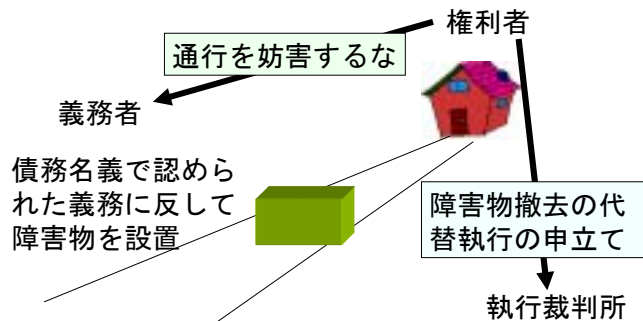 権利者
通行を妨害するな
義務者
債務名義で認めら
れた義務に反して
障害物を設置
障害物撤去の代
替執行の申立て
執行裁判所